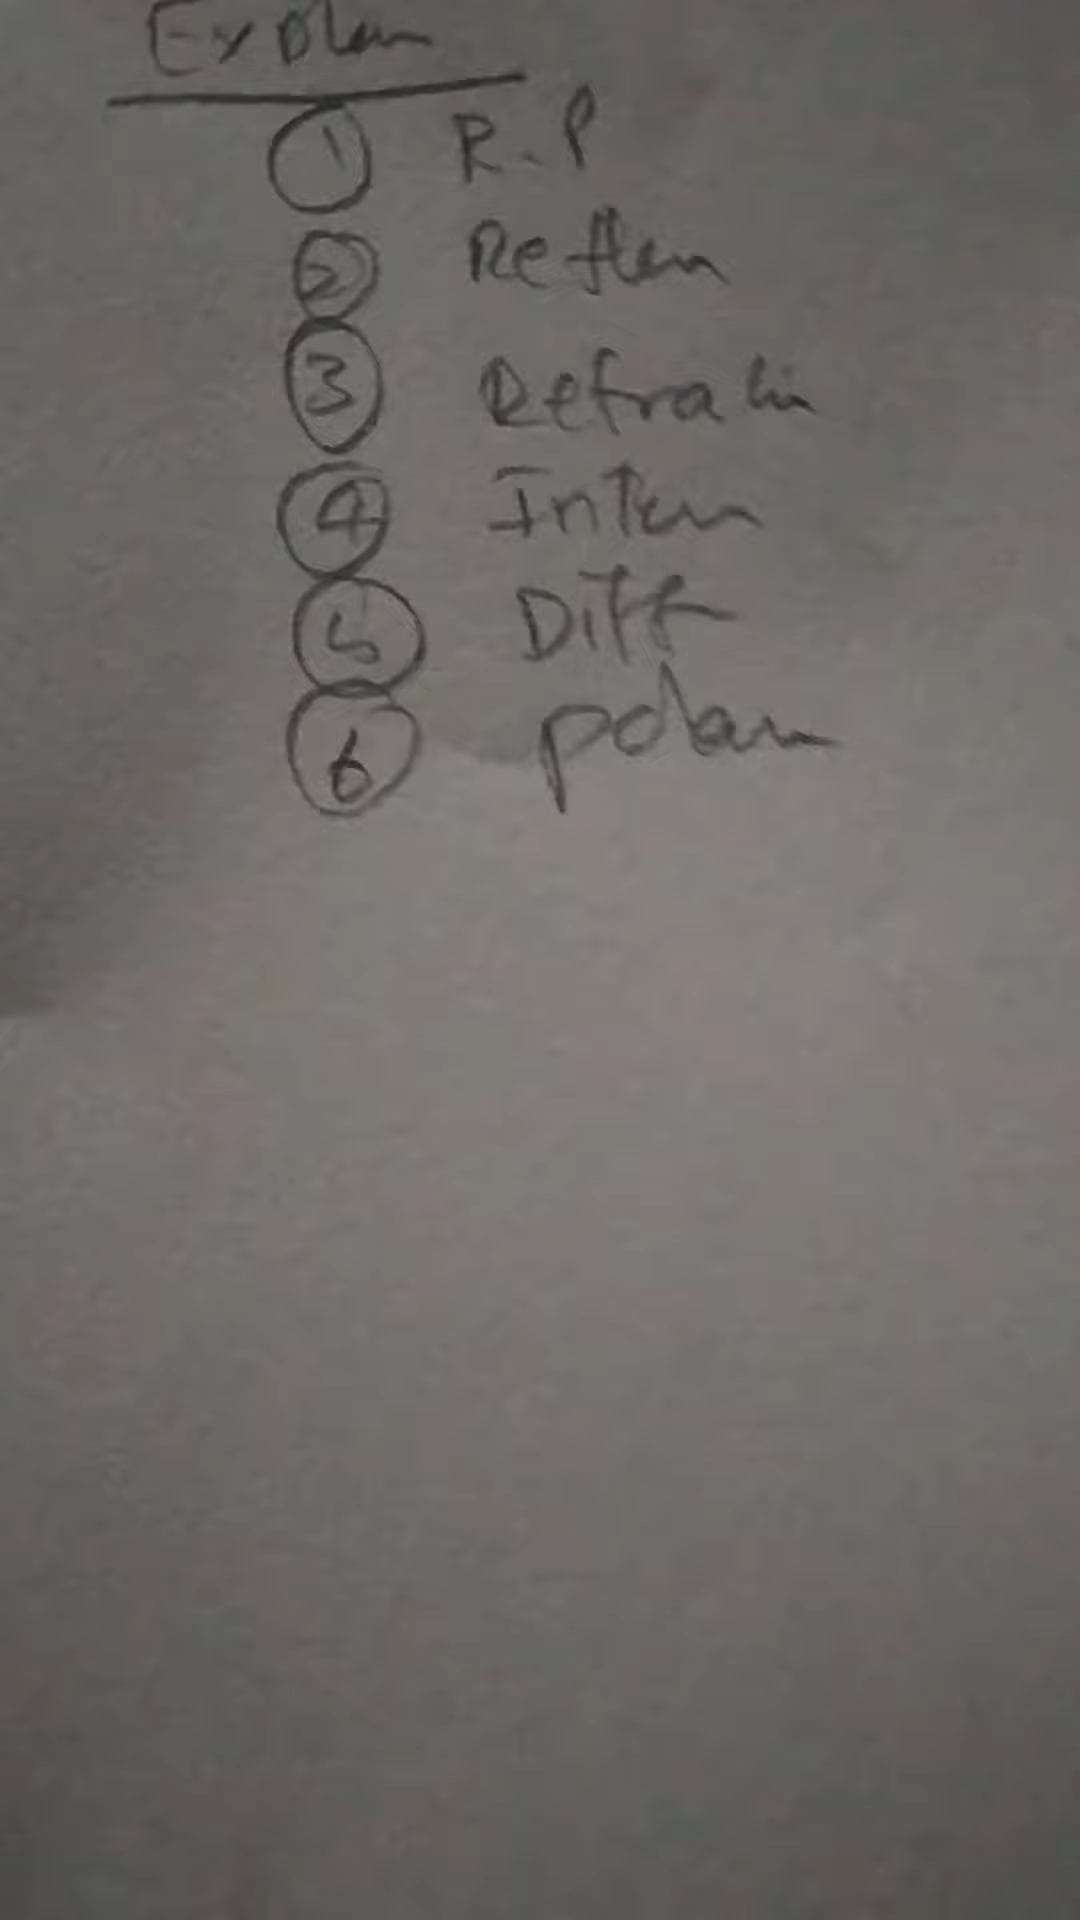 Explan
1 R.P
2 Reflen
3 Refralin
4 Inten
5 Diff
6 polan